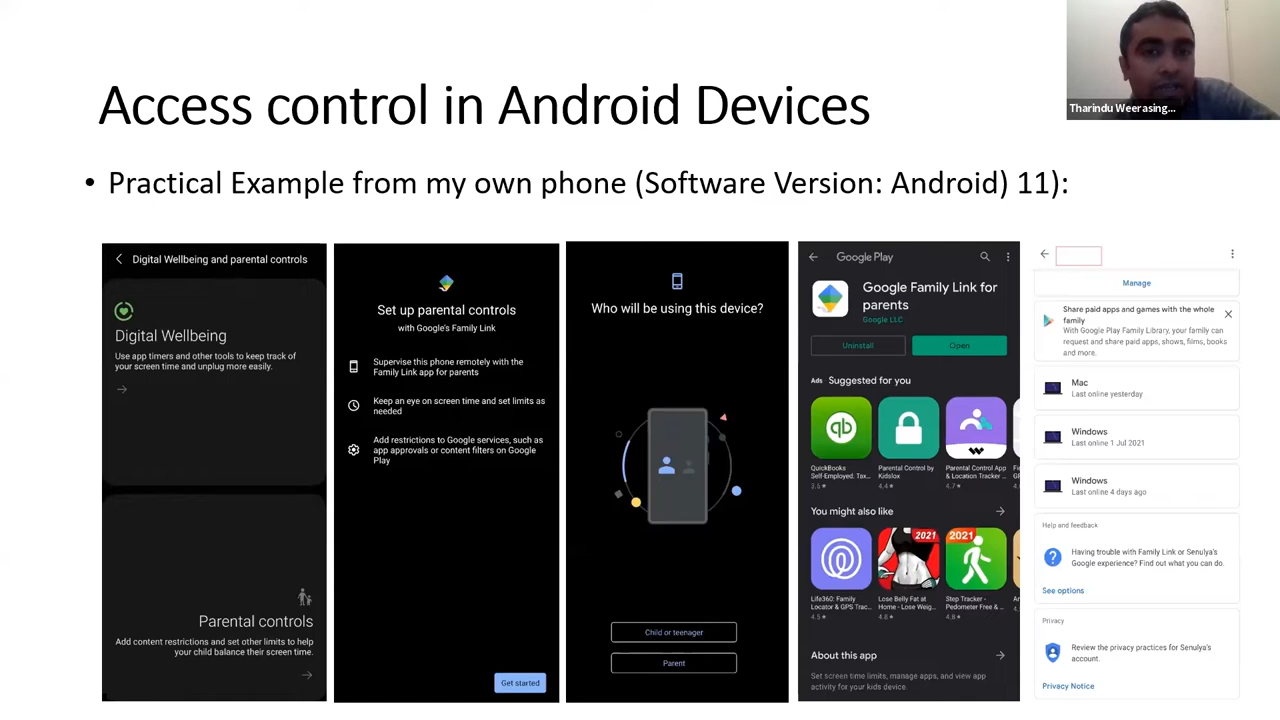 Access control in Android Devices
Tharindu Weerasing...
• Practical Example from my own phone (Software Version: Android) 11):
Digital Wellbeing and parental controls
Digital Wellbeing
Use app timers and other tools to keep track of
your screen time and unplug more easily.
Parental controls
Add content restrictions and set other limits to help
your child balance their screen time.
Set up parental controls
with Google's Family Link
Supervise this phone remotely with the
Family Link app for parents
Keep an eye on screen time and set limits as
needed
Add restrictions to Google services, such as
app approvals or content filters on Google
Play
Get started
Who will be using this device?
Child or teenager
Parent
Google Play
Google Family Link for
parents
Google LLC
Uninstall
Open
Ads Suggested for you
qb
QuickBooks
Self-Employed. Tax...
3.6★
Parental Control by
Kidslox
4.4★
Parental Control App
& Location Tracker -
4.7★
You might also like
Life360: Family
Locator & GPS Trac...
4.5★
2021
Lose Belly Fat at
Home - Lose Weig...
4.8★
2021
Step Tracker -
Pedometer Free & ...
4.8★
About this app
Set screen time limits, manage apps, and view app
activity for your kids device.
Manage
Share paid apps and games with the whole
family
With Google Play Family Library, your family can
request and share paid apps, shows, films, books
and more.
Mac
Last online yesterday
Windows
Last online 1 Jul 2021
Windows
Last online 4 days ago
Help and feedback
Having trouble with Family Link or Senulya's
Google experience? Find out what you can do.
See options
Privacy
Review the privacy practices for Senulya's
account.
Privacy Notice